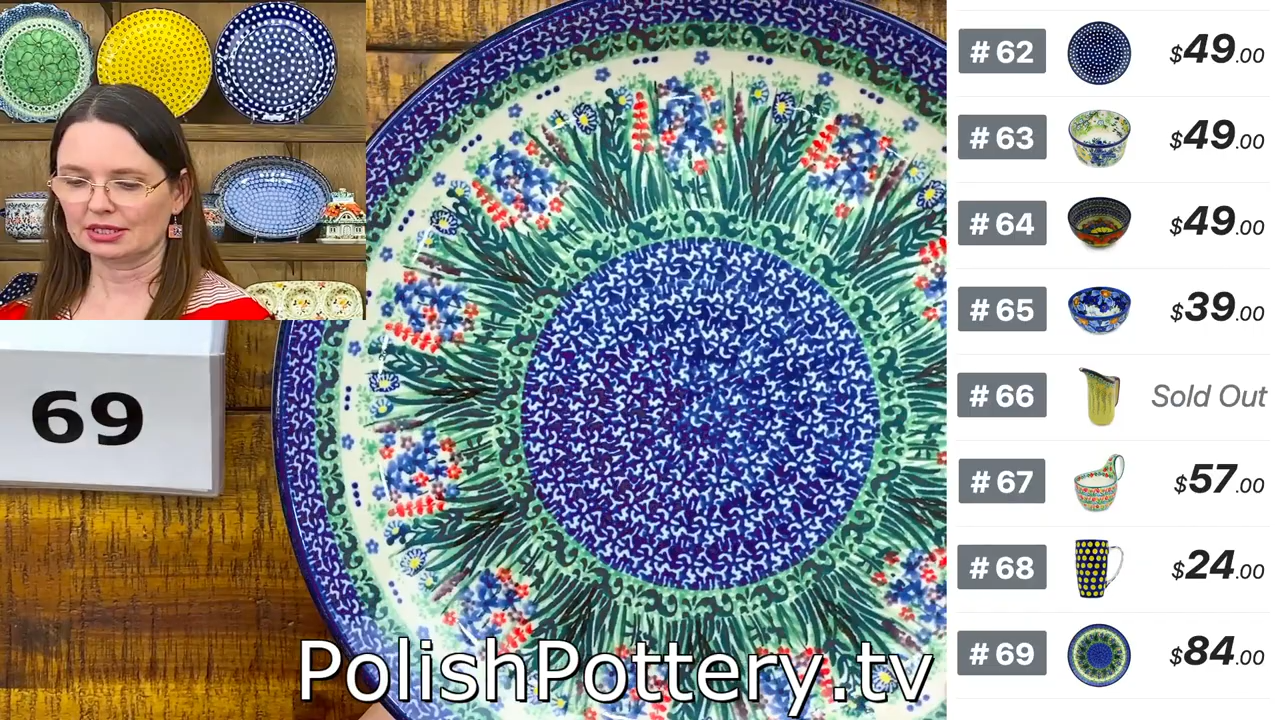 # 62 $49.00
# 63 $49.00
# 64 $49.00
# 65 $39.00
# 66 Sold Out
# 67 $57.00
# 68 $24.00
# 69 $84.00
69
PolishPottery.tv